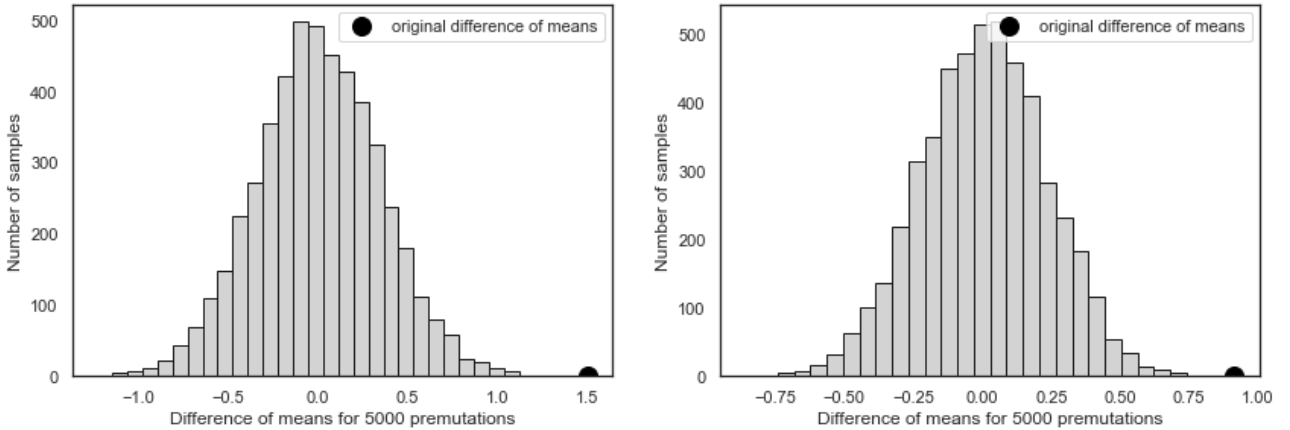 original difference of means
Number of samples
500
400
300
200
100
0
−1.0 −0.5 0.0 0.5 1.0 1.5
Difference of means for 5000 premutations
original difference of means
Number of samples
500
400
300
200
100
0
−0.75 −0.50 −0.25 0.00 0.25 0.50 0.75 1.00
Difference of means for 5000 premutations